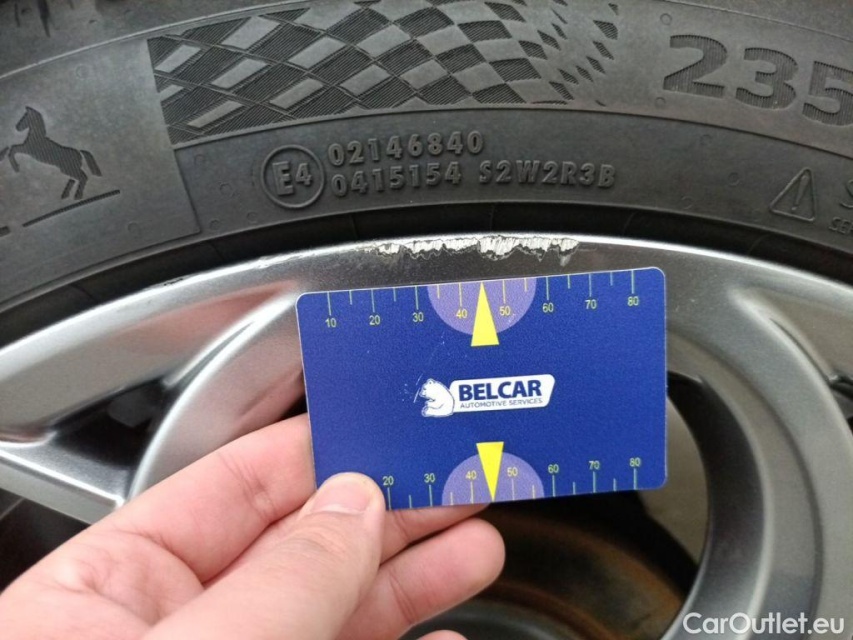 235
E4
02146840
0415154 S2W2R3B
10 20 30 40 50 60 70 80
BELCAR
AUTOMOTIVE SERVICES
20 30 40 50 60 70 80
CarOutlet.eu